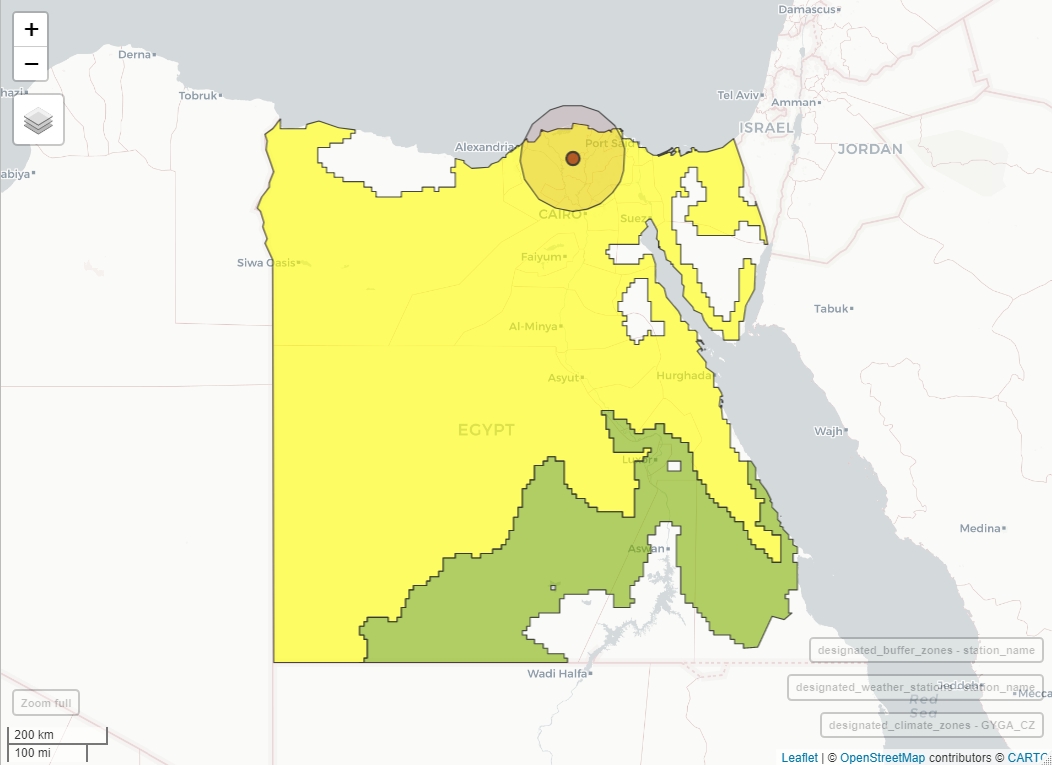 +
Damascus
Derna
−
Tobruk
Tel Aviv
hazi
Amman
ISRAEL
Alexandria
Port Said
JORDAN
abiya
CAIRO
Suez
Siwa Oasis
Faiyum
Tabuk
Al-Minya
Asyut
Hurghada
EGYPT
Wajh
Luxor
Medina
Aswan
designated_buffer_zones - station_name
Wadi Halfa
designated_weather_stations - station_name
Jeddah
Mecca
Zoom full
Red
Sea
designated_climate_zones - GYGA_CZ
200 km
100 mi
Leaflet | © OpenStreetMap contributors © CARTO